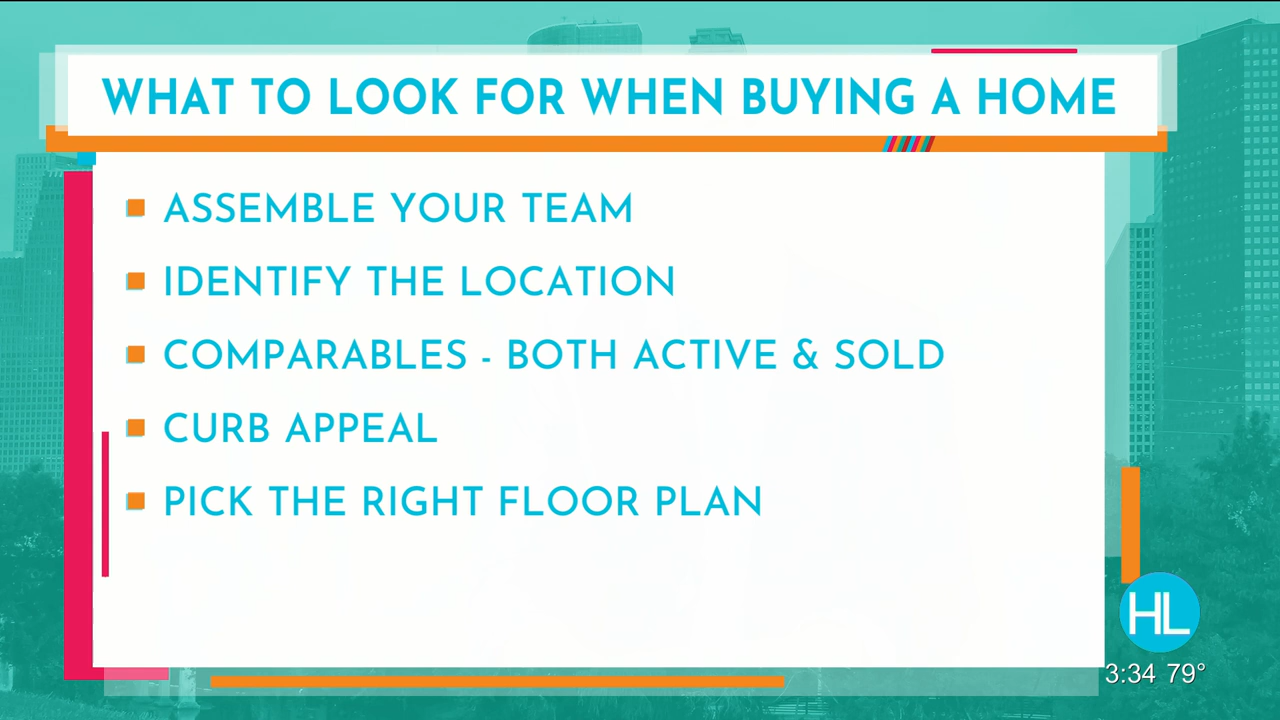 WHAT TO LOOK FOR WHEN BUYING A HOME
ASSEMBLE YOUR TEAM
IDENTIFY THE LOCATION
COMPARABLES - BOTH ACTIVE & SOLD
CURB APPEAL
PICK THE RIGHT FLOOR PLAN
HL
3:34 79°